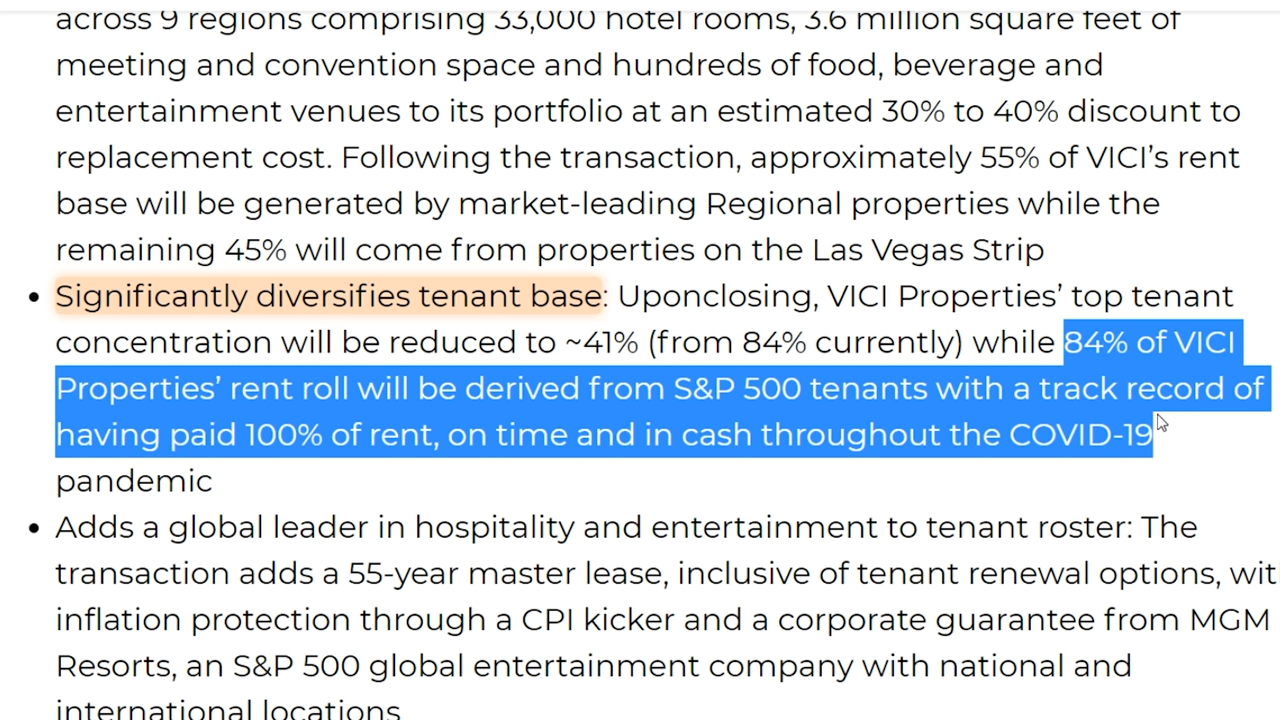 across 9 regions comprising 33,000 hotel rooms, 3.6 million square feet of
meeting and convention space and hundreds of food, beverage and
entertainment venues to its portfolio at an estimated 30% to 40% discount to
replacement cost. Following the transaction, approximately 55% of VICI’s rent
base will be generated by market-leading Regional properties while the
remaining 45% will come from properties on the Las Vegas Strip
• Significantly diversifies tenant base: Uponclosing, VICI Properties’ top tenant
concentration will be reduced to ~41% (from 84% currently) while 84% of VICI
Properties’ rent roll will be derived from S&P 500 tenants with a track record of
having paid 100% of rent, on time and in cash throughout the COVID-19
pandemic
• Adds a global leader in hospitality and entertainment to tenant roster: The
transaction adds a 55-year master lease, inclusive of tenant renewal options, with
inflation protection through a CPI kicker and a corporate guarantee from MGM
Resorts, an S&P 500 global entertainment company with national and
international locations